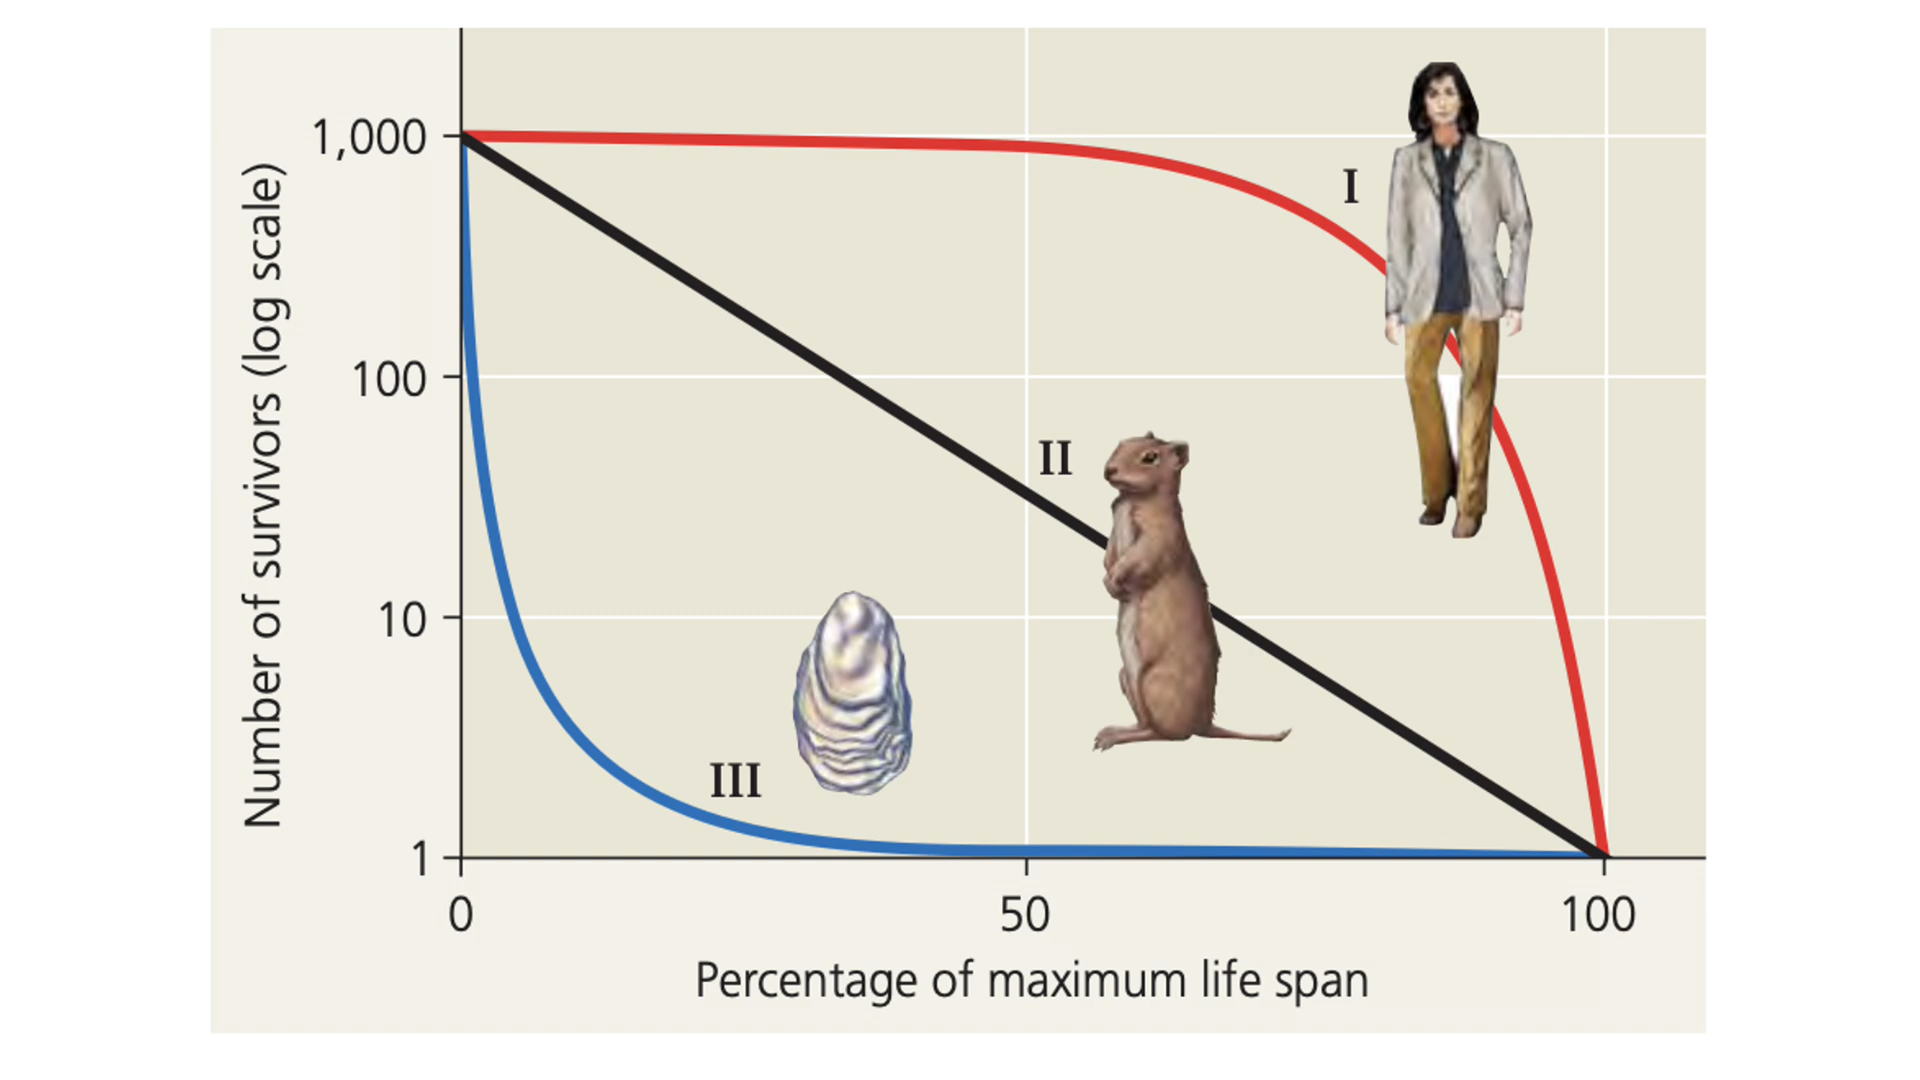 Number of survivors (log scale)
1,000
100
10
1
I
II
III
0
50
100
Percentage of maximum life span